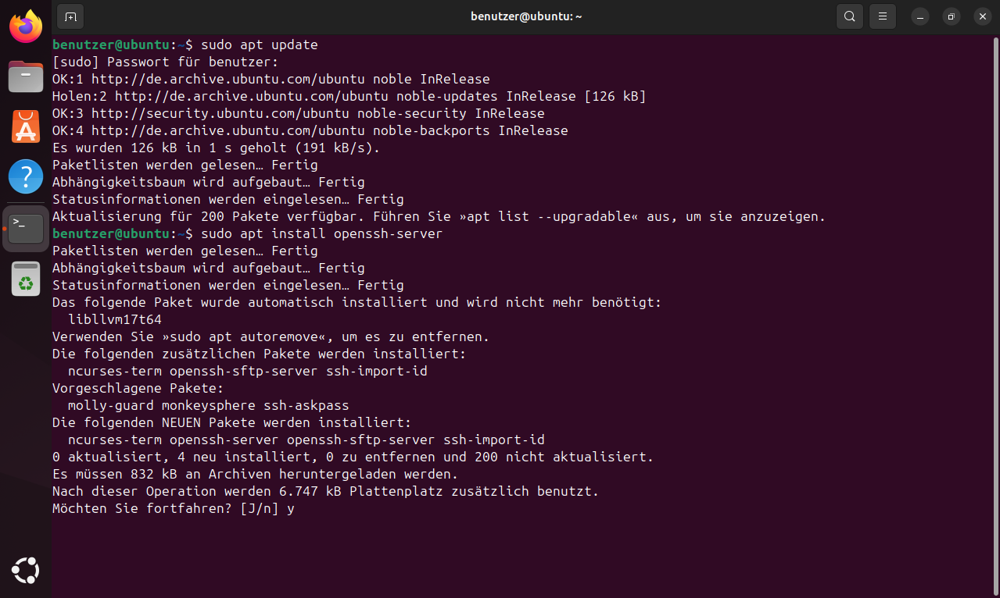 benutzer@ubuntu: ~
benutzer@ubuntu:~$ sudo apt update
[sudo] Passwort für benutzer:
OK:1 http://de.archive.ubuntu.com/ubuntu noble InRelease
Holen:2 http://de.archive.ubuntu.com/ubuntu noble-updates InRelease [126 kB]
OK:3 http://security.ubuntu.com/ubuntu noble-security InRelease
OK:4 http://de.archive.ubuntu.com/ubuntu noble-backports InRelease
Es wurden 126 kB in 1 s geholt (191 kB/s).
Paketlisten werden gelesen… Fertig
Abhängigkeitsbaum wird aufgebaut… Fertig
Statusinformationen werden eingelesen… Fertig
Aktualisierung für 200 Pakete verfügbar. Führen Sie »apt list --upgradable« aus, um sie anzuzeigen.
benutzer@ubuntu:~$ sudo apt install openssh-server
Paketlisten werden gelesen… Fertig
Abhängigkeitsbaum wird aufgebaut… Fertig
Statusinformationen werden eingelesen… Fertig
Das folgende Paket wurde automatisch installiert und wird nicht mehr benötigt:
  libllvm17t64
Verwenden Sie »sudo apt autoremove«, um es zu entfernen.
Die folgenden zusätzlichen Pakete werden installiert:
  ncurses-term openssh-sftp-server ssh-import-id
Vorgeschlagene Pakete:
  molly-guard monkeysphere ssh-askpass
Die folgenden NEUEN Pakete werden installiert:
  ncurses-term openssh-server openssh-sftp-server ssh-import-id
0 aktualisiert, 4 neu installiert, 0 zu entfernen und 200 nicht aktualisiert.
Es müssen 832 kB an Archiven heruntergeladen werden.
Nach dieser Operation werden 6.747 kB Plattenplatz zusätzlich benutzt.
Möchten Sie fortfahren? [J/n] y